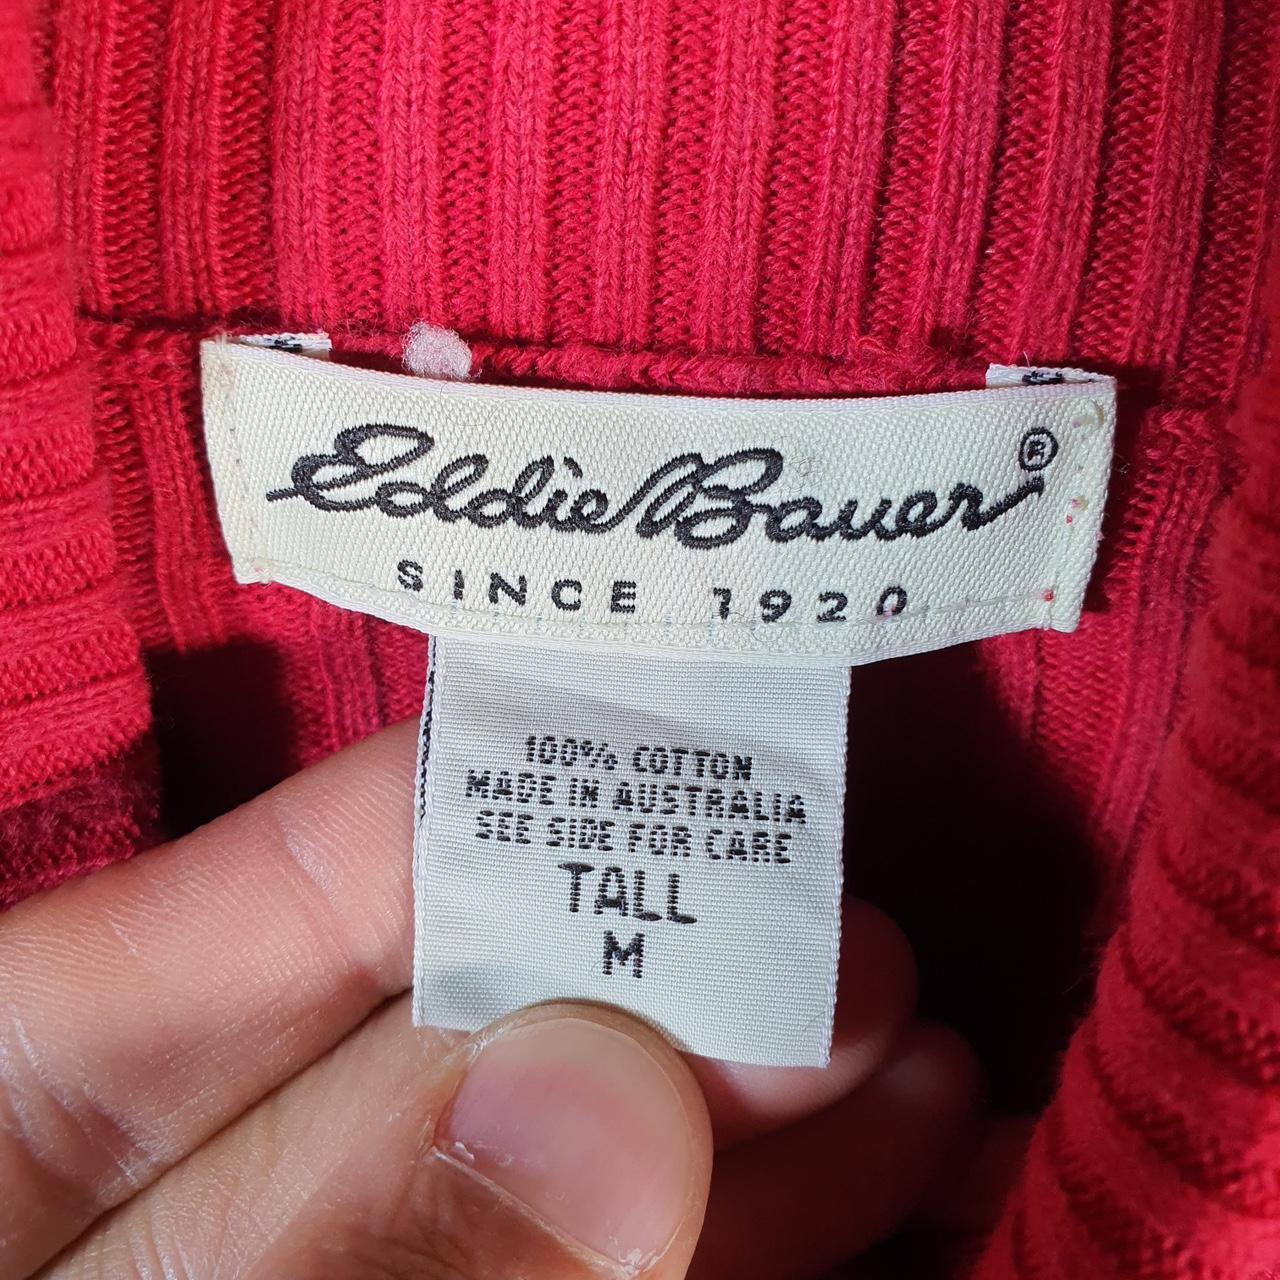 Eddie Bauer®
SINCE 1920
100% COTTON
MADE IN AUSTRALIA
SEE SIDE FOR CARE
TALL
M